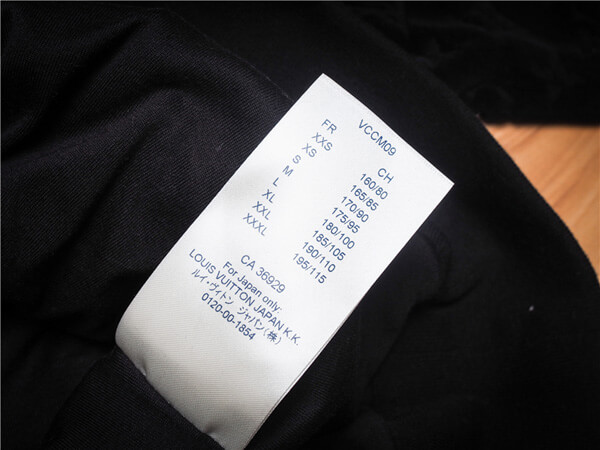 VCCM09
FR CH
XXS 160/80
XS 165/85
S 170/90
M 175/95
L 180/100
XL 185/105
XXL 190/110
XXXL 195/115
CA 36929
For Japan only:
LOUIS VUITTON JAPAN K.K.
ルイ・ヴィトン ジャパン(株)
0120-00-1854